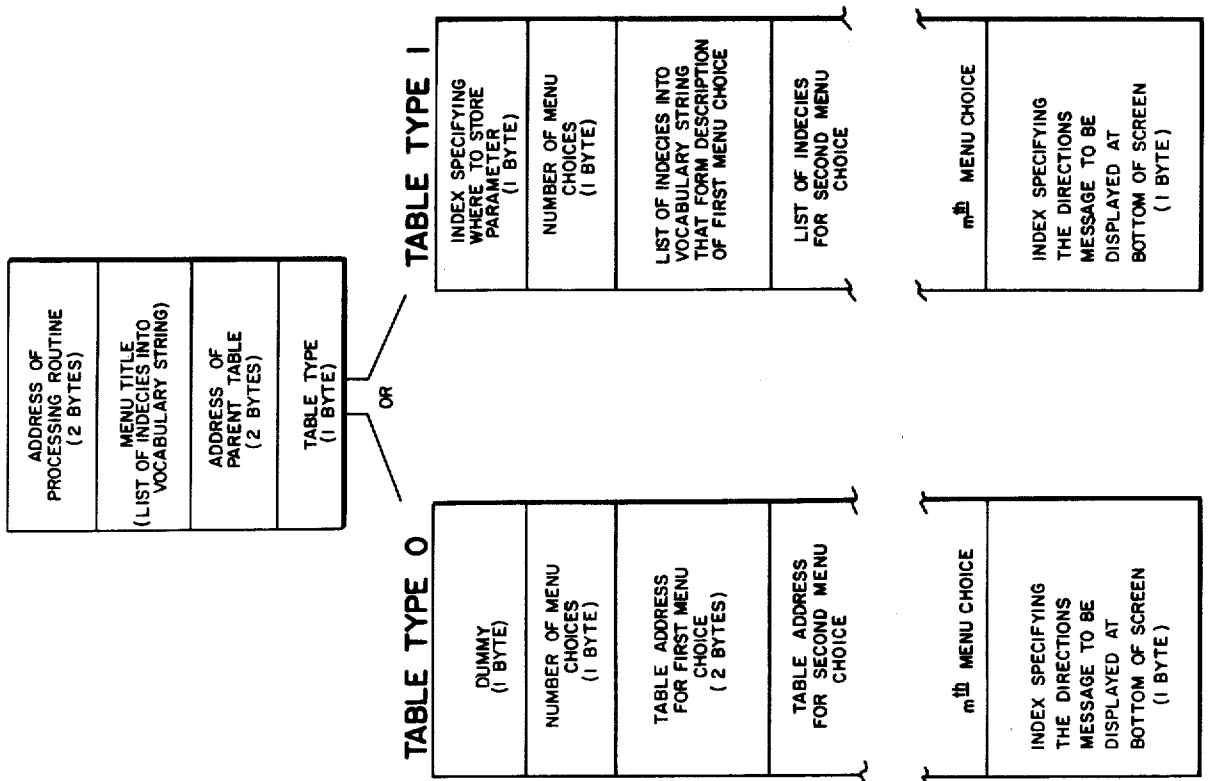 ADDRESS OF
PROCESSING ROUTINE
(2 BYTES)
MENU TITLE
(LIST OF INDECIES INTO
VOCABULARY STRING)
ADDRESS OF
PARENT TABLE
(2 BYTES)
TABLE TYPE
(1 BYTE)
OR
TABLE TYPE 0
DUMMY
(1 BYTE)
NUMBER OF MENU
CHOICES
(1 BYTE)
TABLE ADDRESS
FOR FIRST MENU
CHOICE
(2 BYTES)
TABLE ADDRESS
FOR SECOND MENU
CHOICE
mth MENU CHOICE
INDEX SPECIFYING
THE DIRECTIONS
MESSAGE TO BE
DISPLAYED AT
BOTTOM OF SCREEN
(1 BYTE)
TABLE TYPE 1
INDEX SPECIFYING
WHERE TO STORE
PARAMETER
(1 BYTE)
NUMBER OF MENU
CHOICES
(1 BYTE)
LIST OF INDECIES INTO
VOCABULARY STRING
THAT FORM DESCRIPTION
OF FIRST MENU CHOICE
LIST OF INDECIES
FOR SECOND MENU
CHOICE
mth MENU CHOICE
INDEX SPECIFYING
THE DIRECTIONS
MESSAGE TO BE
DISPLAYED AT
BOTTOM OF SCREEN
(1 BYTE)